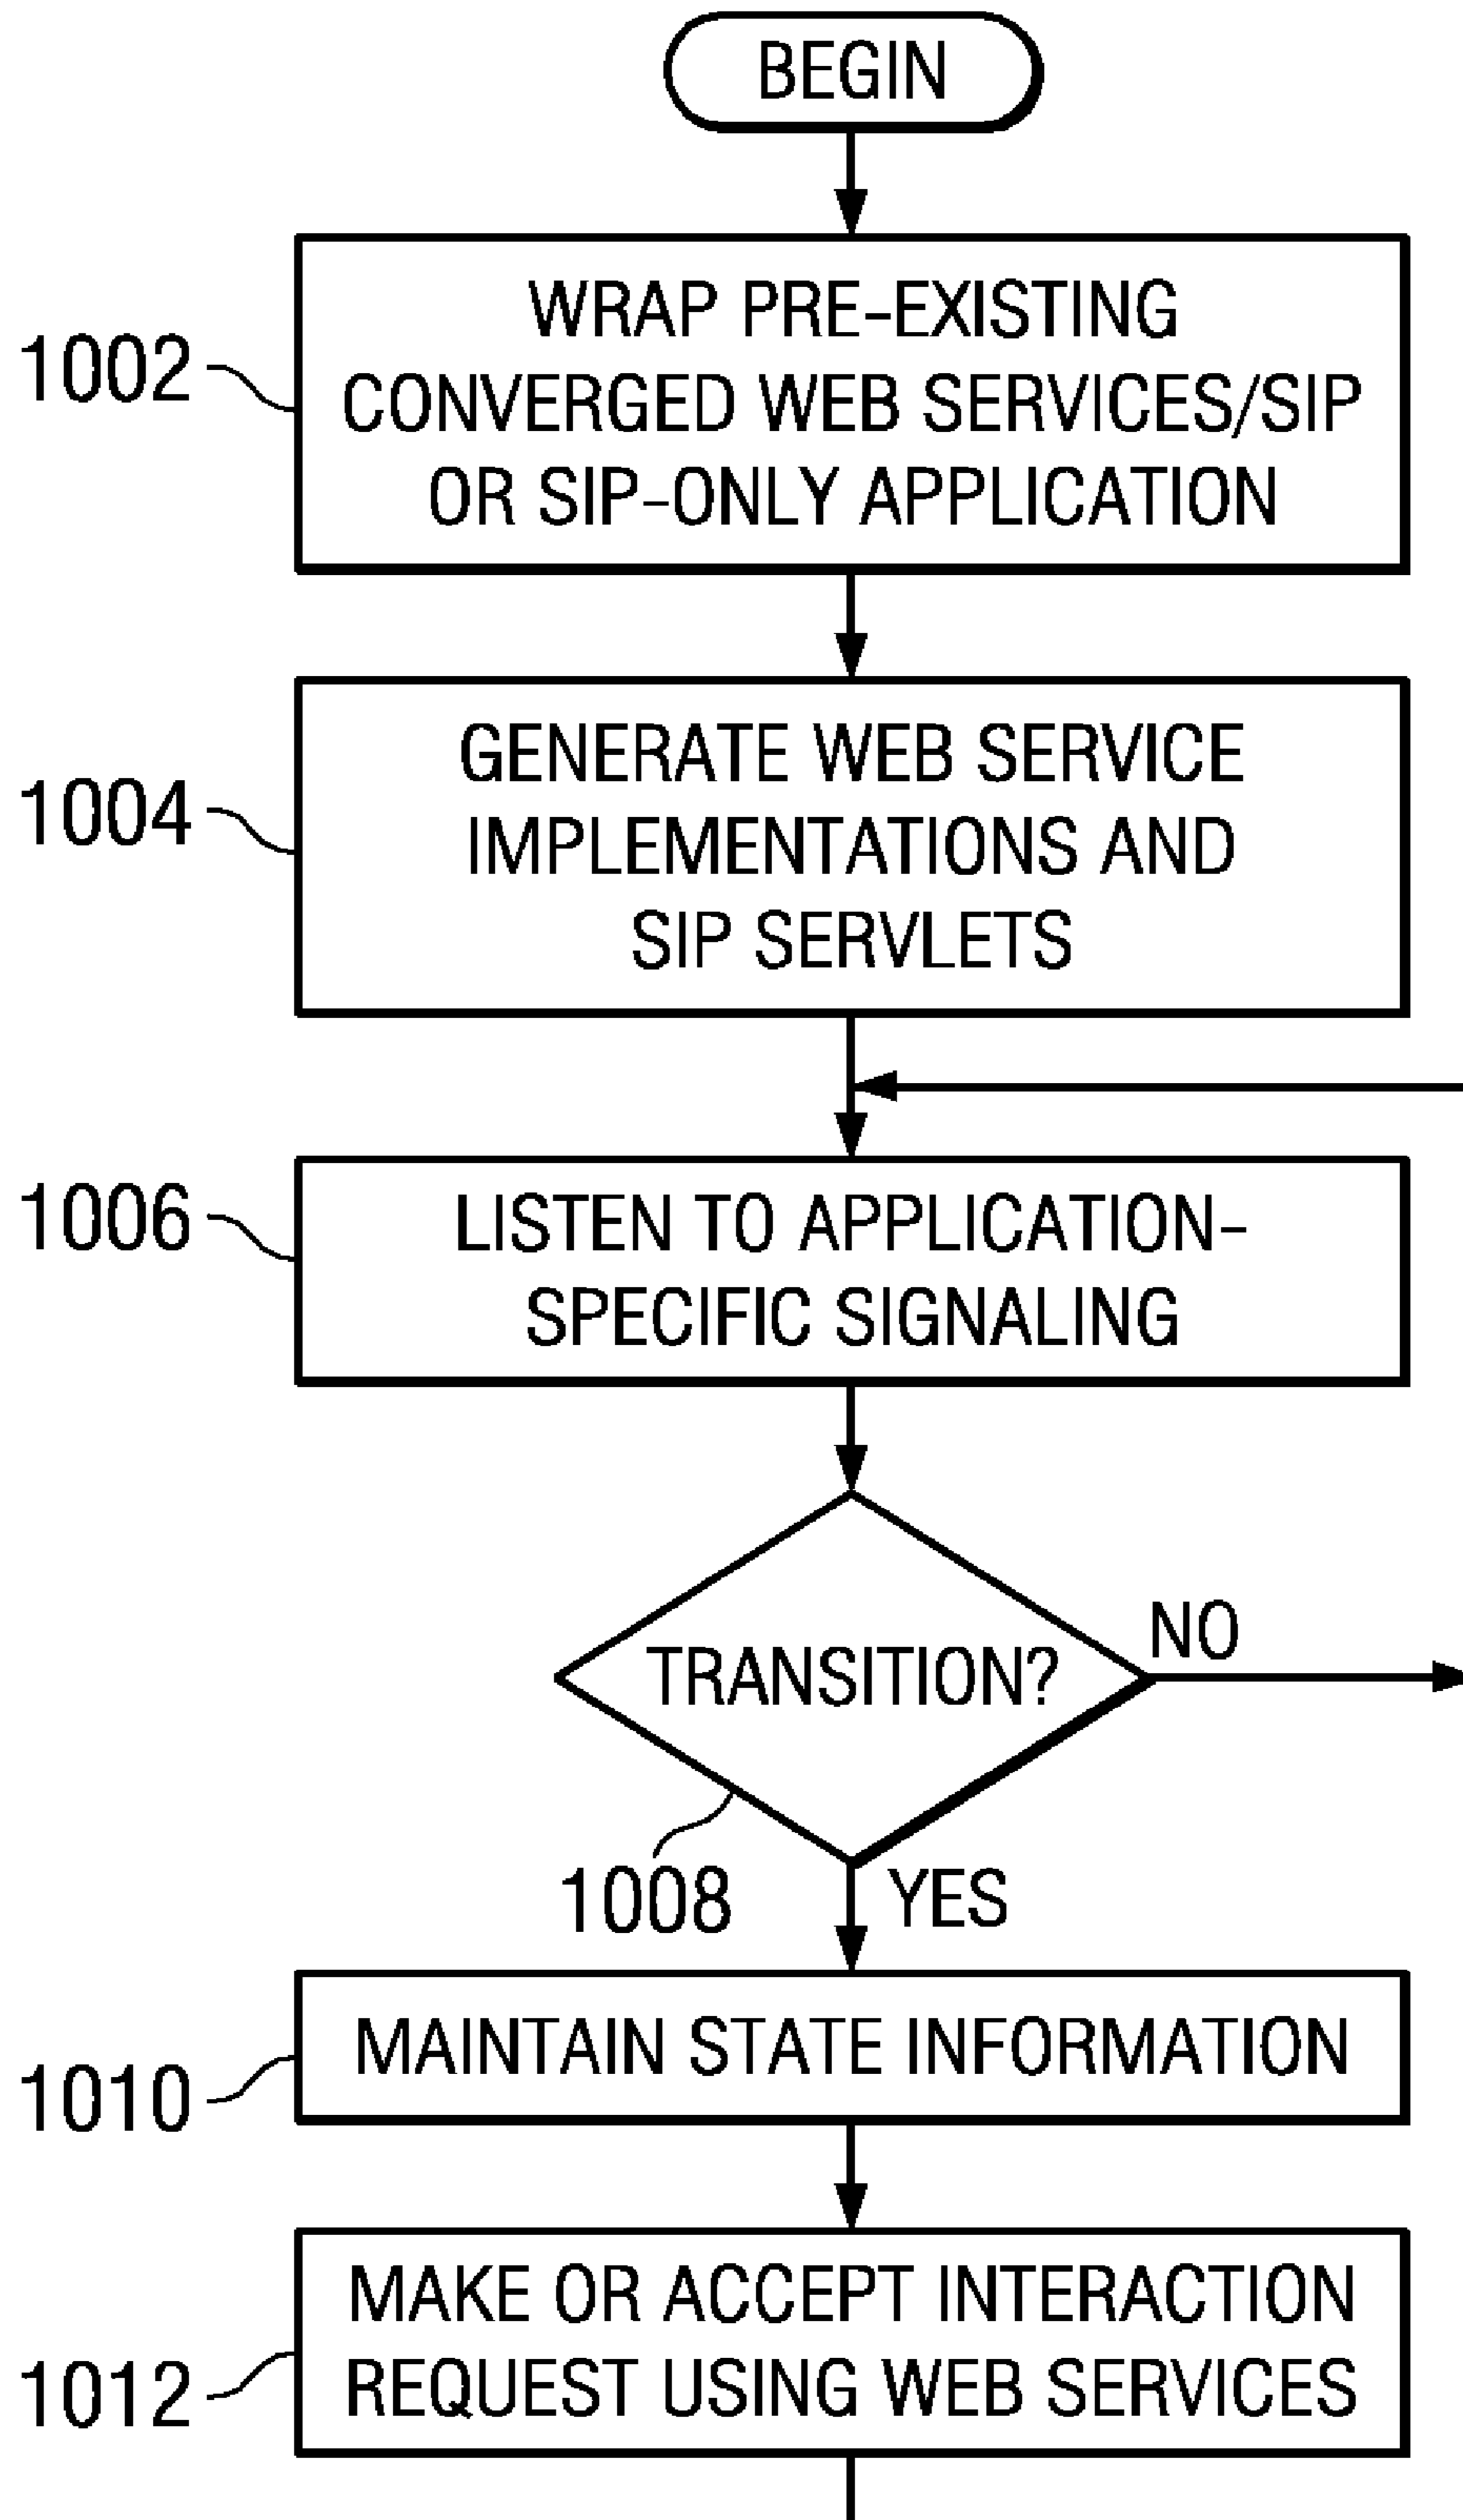 BEGIN
1002
WRAP PRE-EXISTING
CONVERGED WEB SERVICES/SIP
OR SIP-ONLY APPLICATION
1004
GENERATE WEB SERVICE
IMPLEMENTATIONS AND
SIP SERVLETS
1006
LISTEN TO APPLICATION-
SPECIFIC SIGNALING
TRANSITION?
NO
1008
YES
1010
MAINTAIN STATE INFORMATION
1012
MAKE OR ACCEPT INTERACTION
REQUEST USING WEB SERVICES